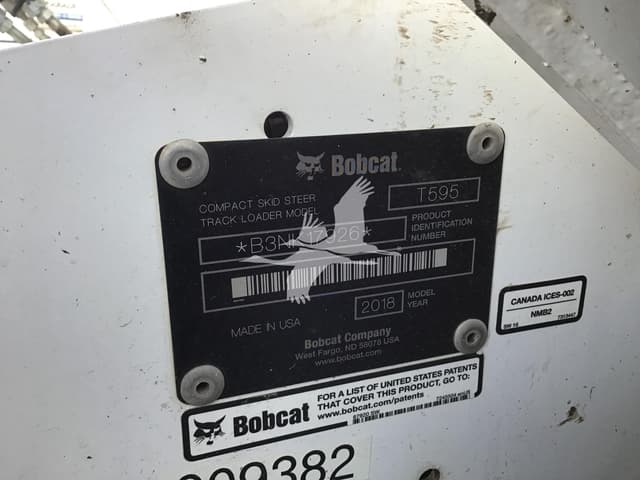 Bobcat
COMPACT SKID STEER
TRACK LOADER MODEL
T595
PRODUCT
IDENTIFICATION
NUMBER
2018
MODEL
YEAR
MADE IN USA
Bobcat Company
West Fargo, ND 58078 USA
www.bobcat.com
CANADA ICES-002
NMB2
Bobcat
FOR A LIST OF UNITED STATES PATENTS
THAT COVER THIS PRODUCT, GO TO:
www.bobcat.com/patents